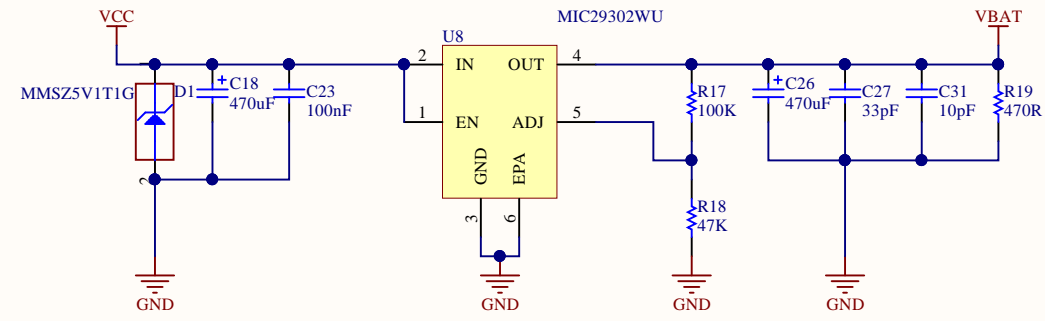 VCC
MIC29302WU
VBAT
U8
2
IN
OUT
4
MMSZ5V1T1G
D1
C18
470uF
C23
100nF
R17
100K
C26
470uF
C27
33pF
C31
10pF
R19
470R
1
EN
ADJ
5
GND
EPA
2
3
6
R18
47K
GND
GND
GND
GND